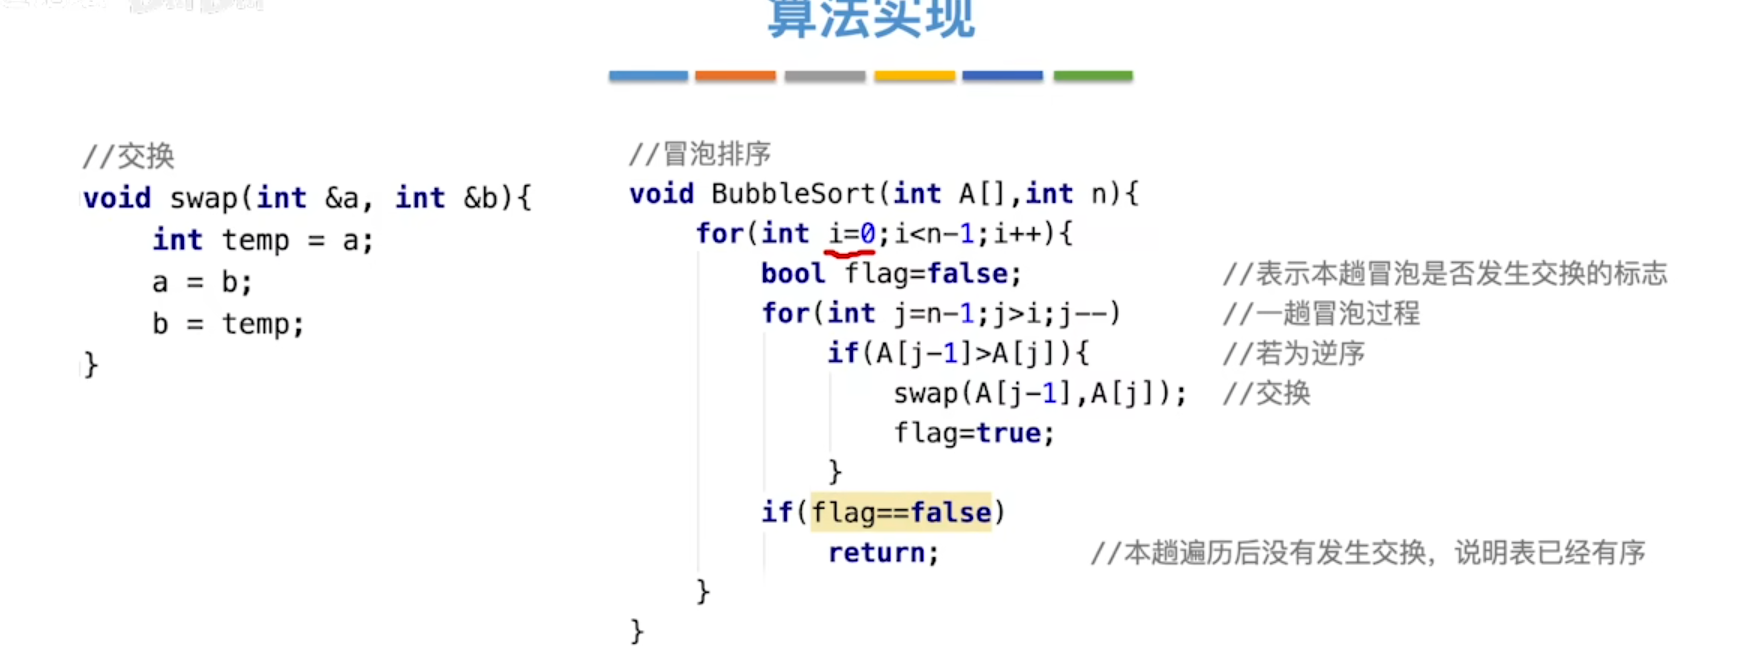 算法实现
//交换
void swap(int &a, int &b){
int temp = a;
a = b;
b = temp;
}
//冒泡排序
void BubbleSort(int A[],int n){
for(int i=0;i<n-1;i++){
bool flag=false; //表示本趟冒泡是否发生交换的标志
for(int j=n-1;j>i;j--) //一趟冒泡过程
if(A[j-1]>A[j]){ //若为逆序
swap(A[j-1],A[j]); //交换
flag=true;
}
if(flag==false)
return; //本趟遍历后没有发生交换，说明表已经有序
}
}